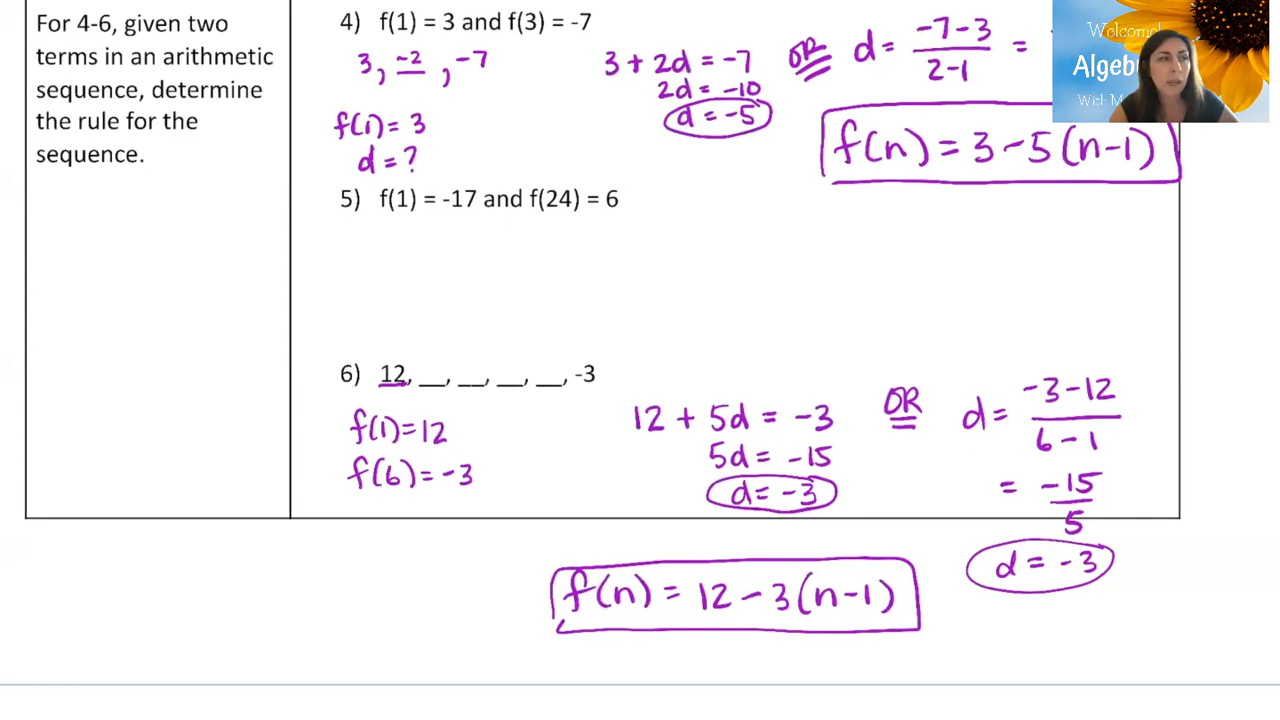 For 4-6, given two
terms in an arithmetic
sequence, determine
the rule for the
sequence.
4) f(1) = 3 and f(3) = -7
3, -2, -7
f(1) = 3
d = ?
3 + 2d = -7
2d = -10
d = -5
OR
d = -7-3 / 2-1 =
f(n) = 3-5(n-1)
Welcome
Algeb
With M
5) f(1) = -17 and f(24) = 6
6) 12, __, __, __, __, -3
f(1)=12
f(6) = -3
12 + 5d = -3
5d = -15
d = -3
OR
d = -3-12 / 6-1
= -15 / 5
d = -3
f(n) = 12-3(n-1)